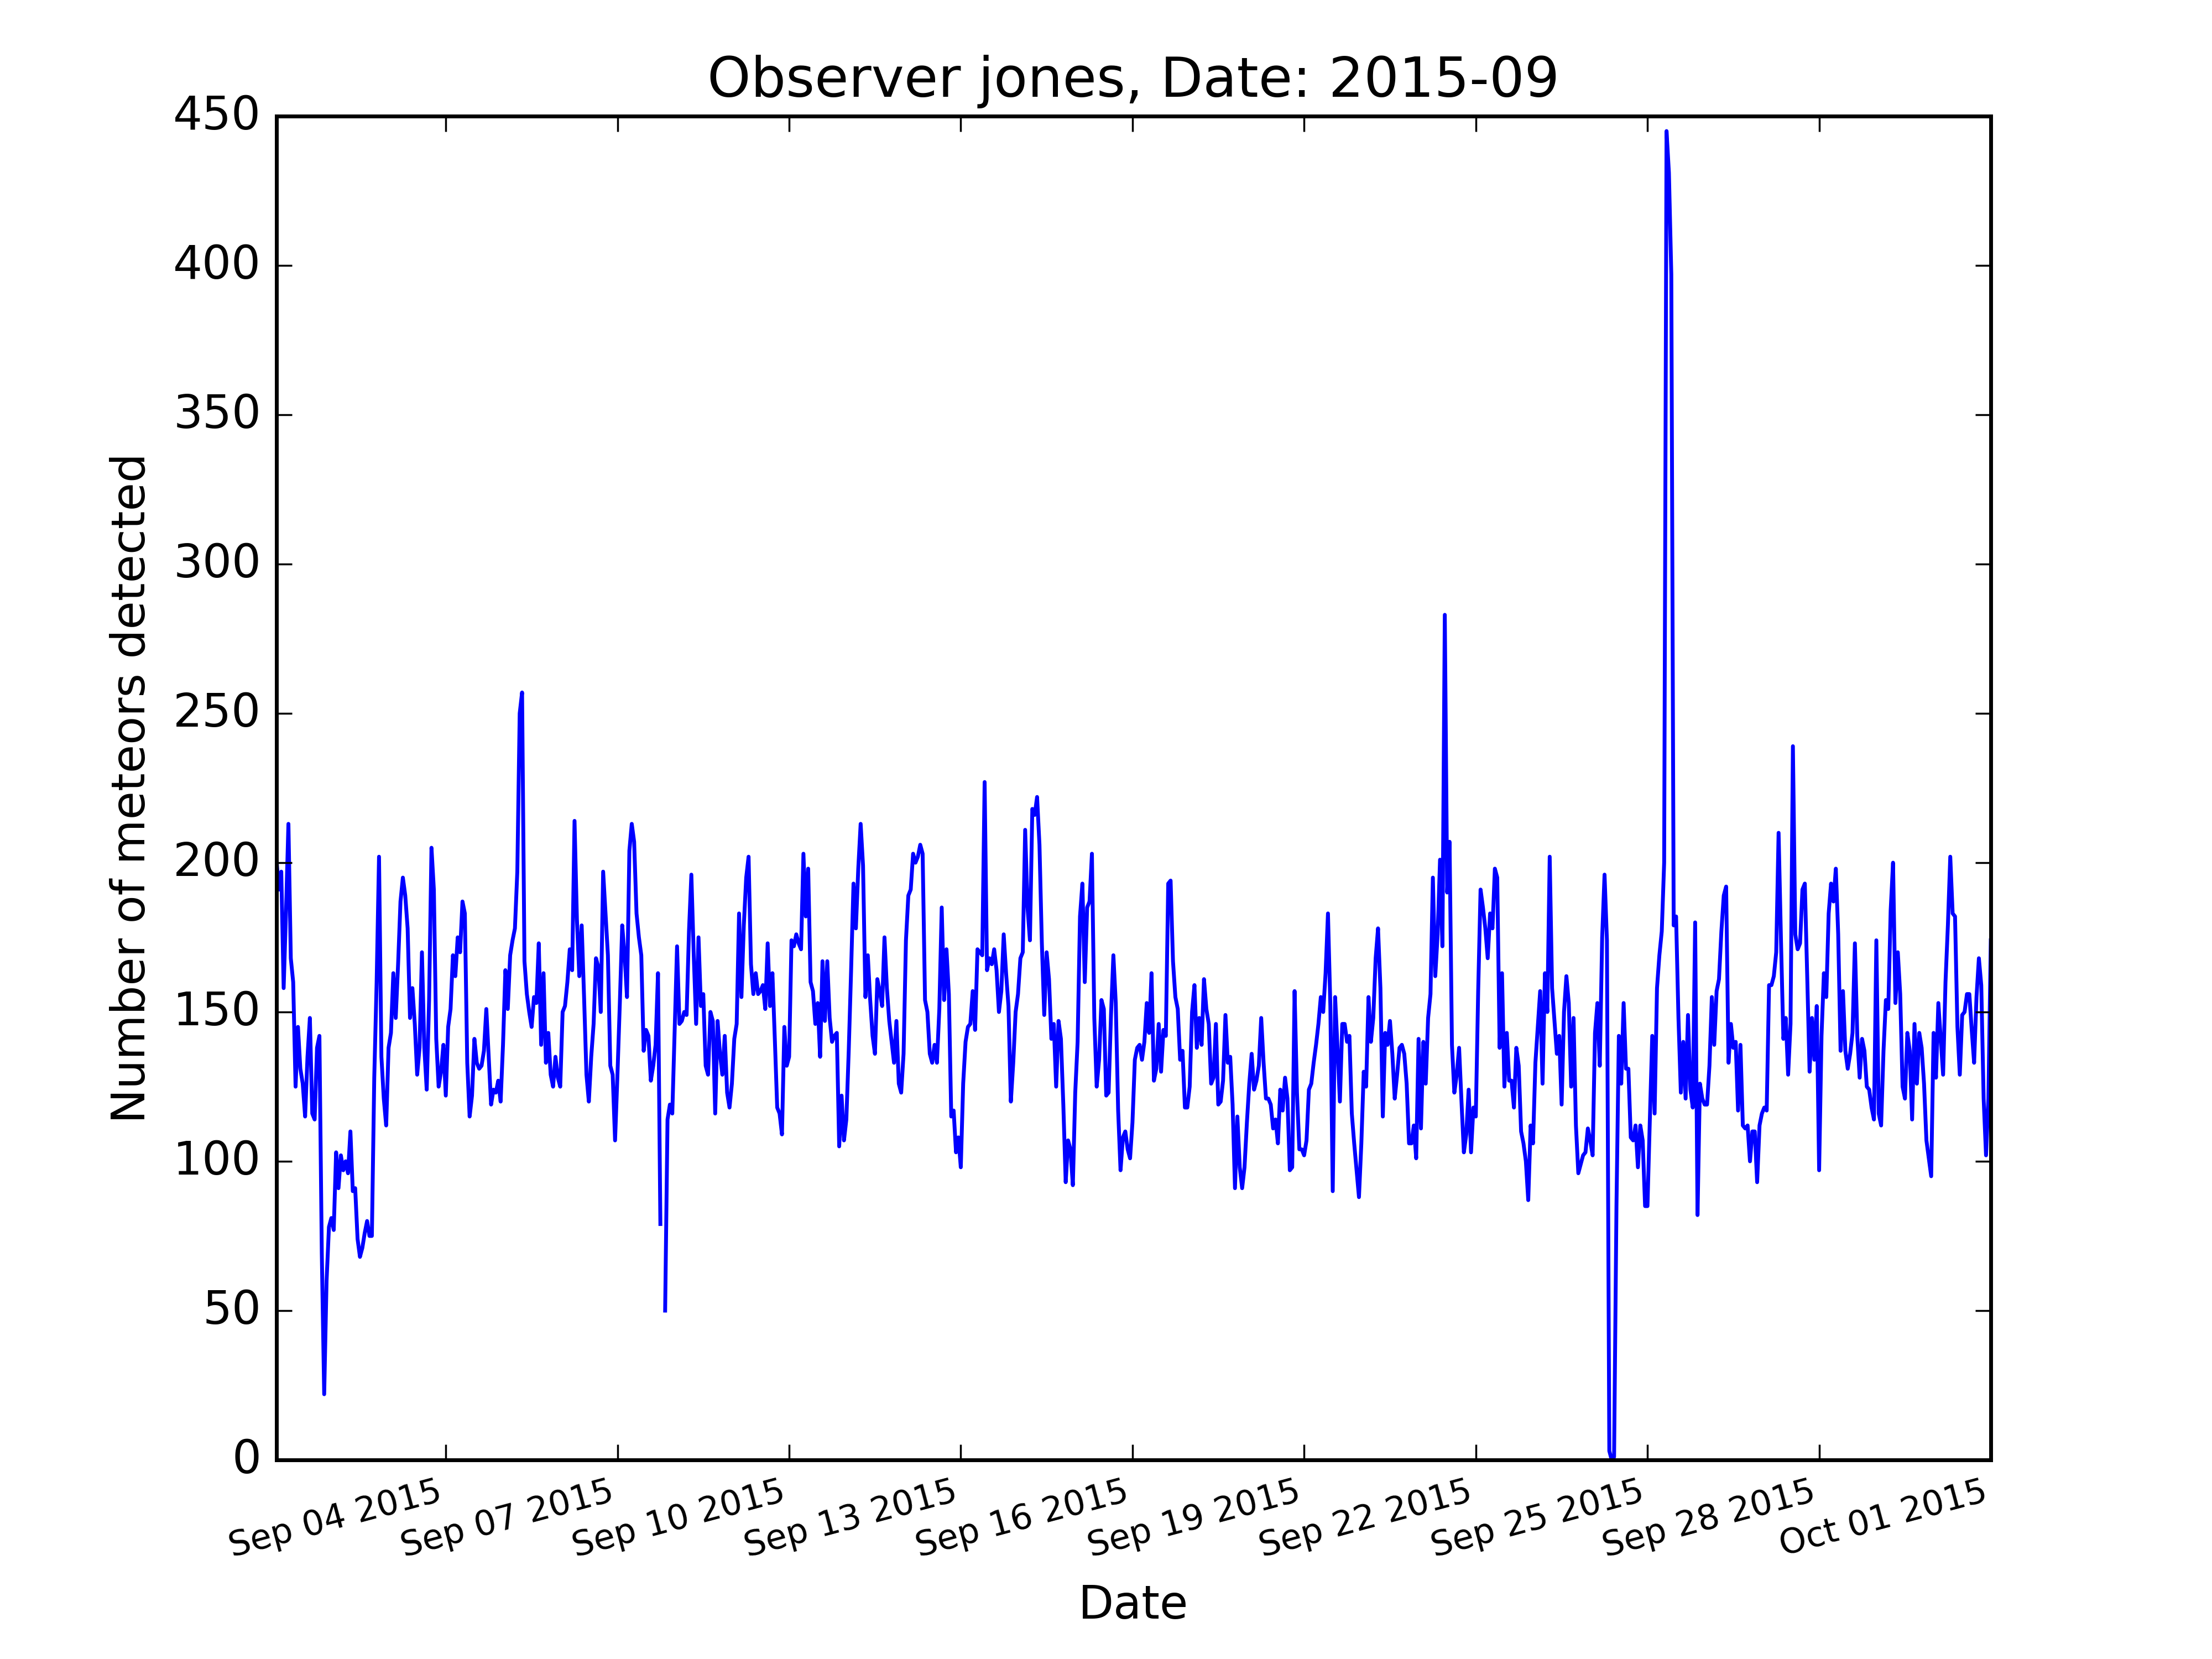 Observer jones, Date: 2015-09
450
400
350
300
250
200
150
100
50
0
Number of meteors detected
Sep 04 2015
Sep 07 2015
Sep 10 2015
Sep 13 2015
Sep 16 2015
Sep 19 2015
Sep 22 2015
Sep 25 2015
Sep 28 2015
Oct 01 2015
Date